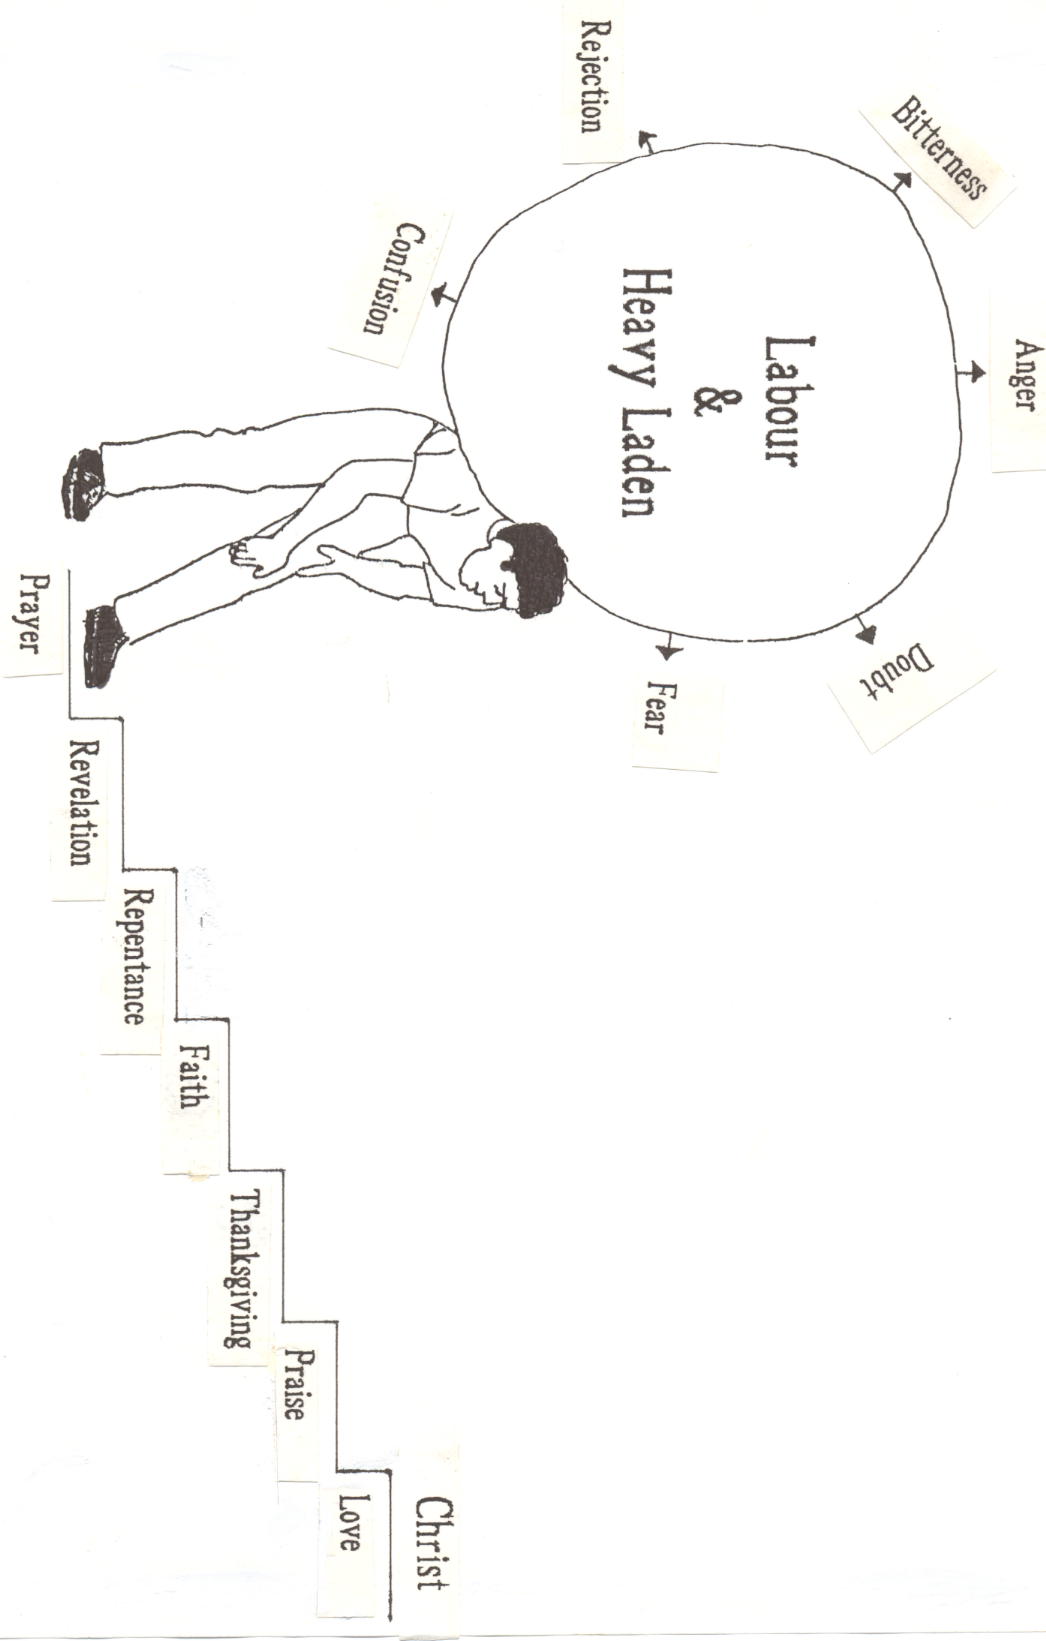 Anger
Bitterness
Doubt
Rejection
Labour
&
Heavy Laden
Fear
Confusion
Christ
Love
Praise
Thanksgiving
Faith
Repentance
Revelation
Prayer